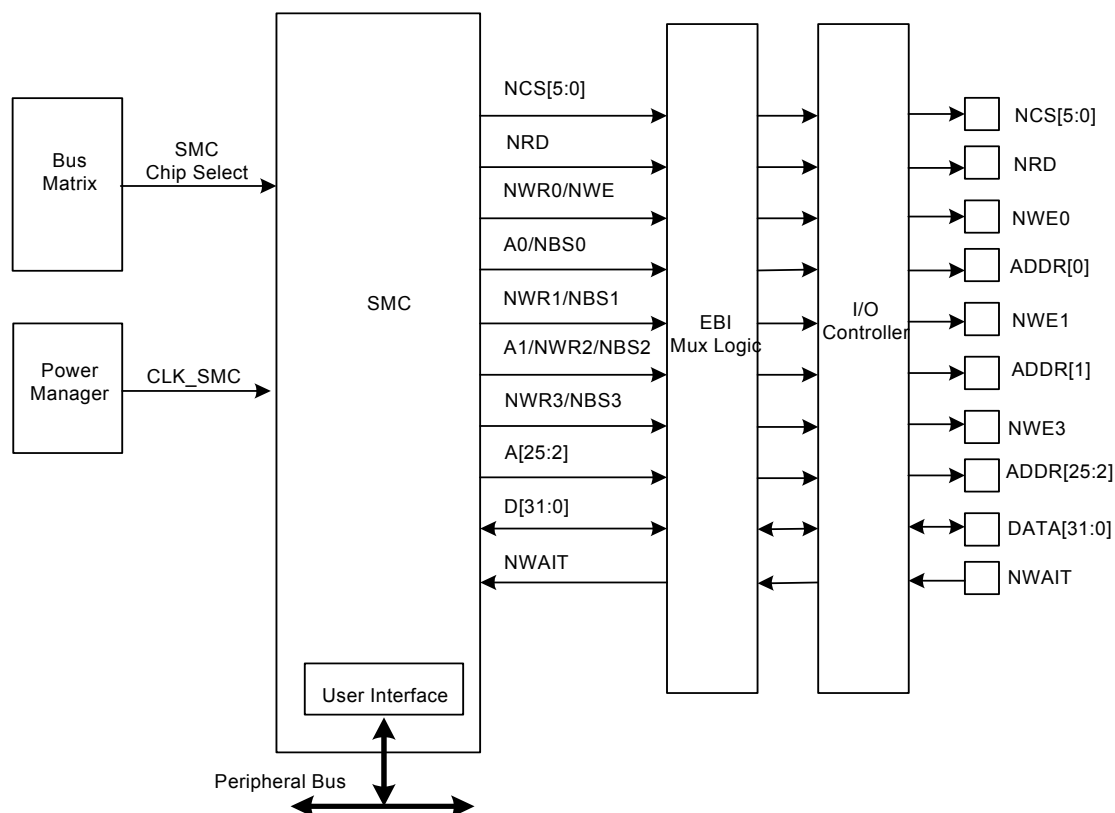 Bus
Matrix
SMC
Chip Select
Power
Manager
CLK_SMC
SMC
User Interface
Peripheral Bus
NCS[5:0]
NRD
NWR0/NWE
A0/NBS0
NWR1/NBS1
A1/NWR2/NBS2
NWR3/NBS3
A[25:2]
D[31:0]
NWAIT
EBI
Mux Logic
I/O
Controller
NCS[5:0]
NRD
NWE0
ADDR[0]
NWE1
ADDR[1]
NWE3
ADDR[25:2]
DATA[31:0]
NWAIT